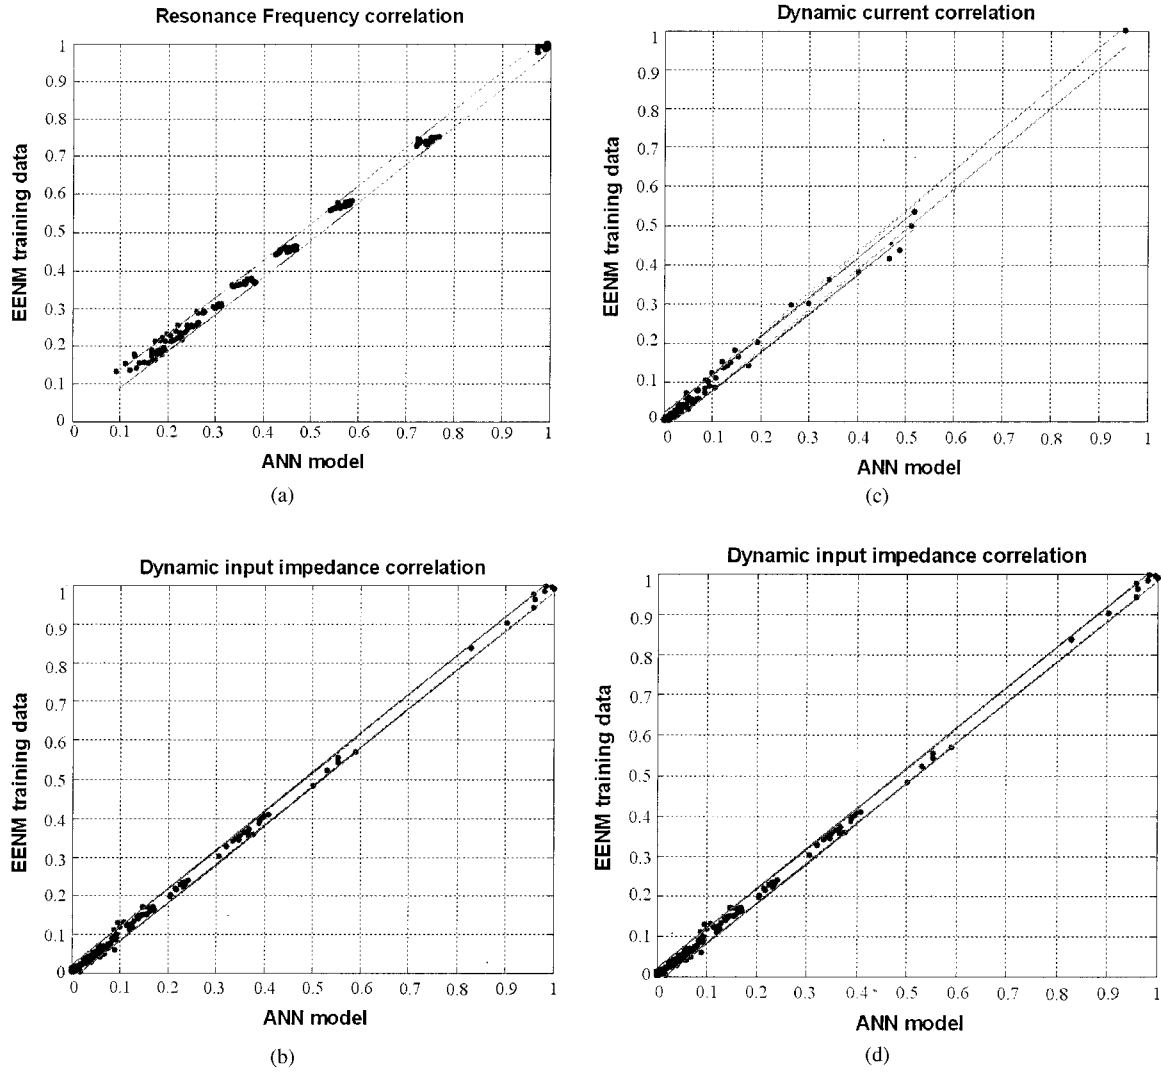 Resonance Frequency correlation
1
0.9
0.8
0.7
0.6
0.5
0.4
0.3
0.2
0.1
0
EENM training data
0.1 0.2 0.3 0.4 0.5 0.6 0.7 0.8 0.9 1
ANN model
(a)
Dynamic current correlation
1
0.9
0.8
0.7
0.6
0.5
0.4
0.3
0.2
0.1
0
EENM training data
0 0.1 0.2 0.3 0.4 0.5 0.6 0.7 0.8 0.9 1
ANN model
(c)
Dynamic input impedance correlation
1
0.9
0.8
0.7
0.6
0.5
0.4
0.3
0.2
0.1
0
EENM training data
0 0.1 0.2 0.3 0.4 0.5 0.6 0.7 0.8 0.9 1
ANN model
(b)
Dynamic input impedance correlation
1
0.9
0.8
0.7
0.6
0.5
0.4
0.3
0.2
0.1
0
EENM training data
0 0.1 0.2 0.3 0.4 0.5 0.6 0.7 0.8 0.9 1
ANN model
(d)